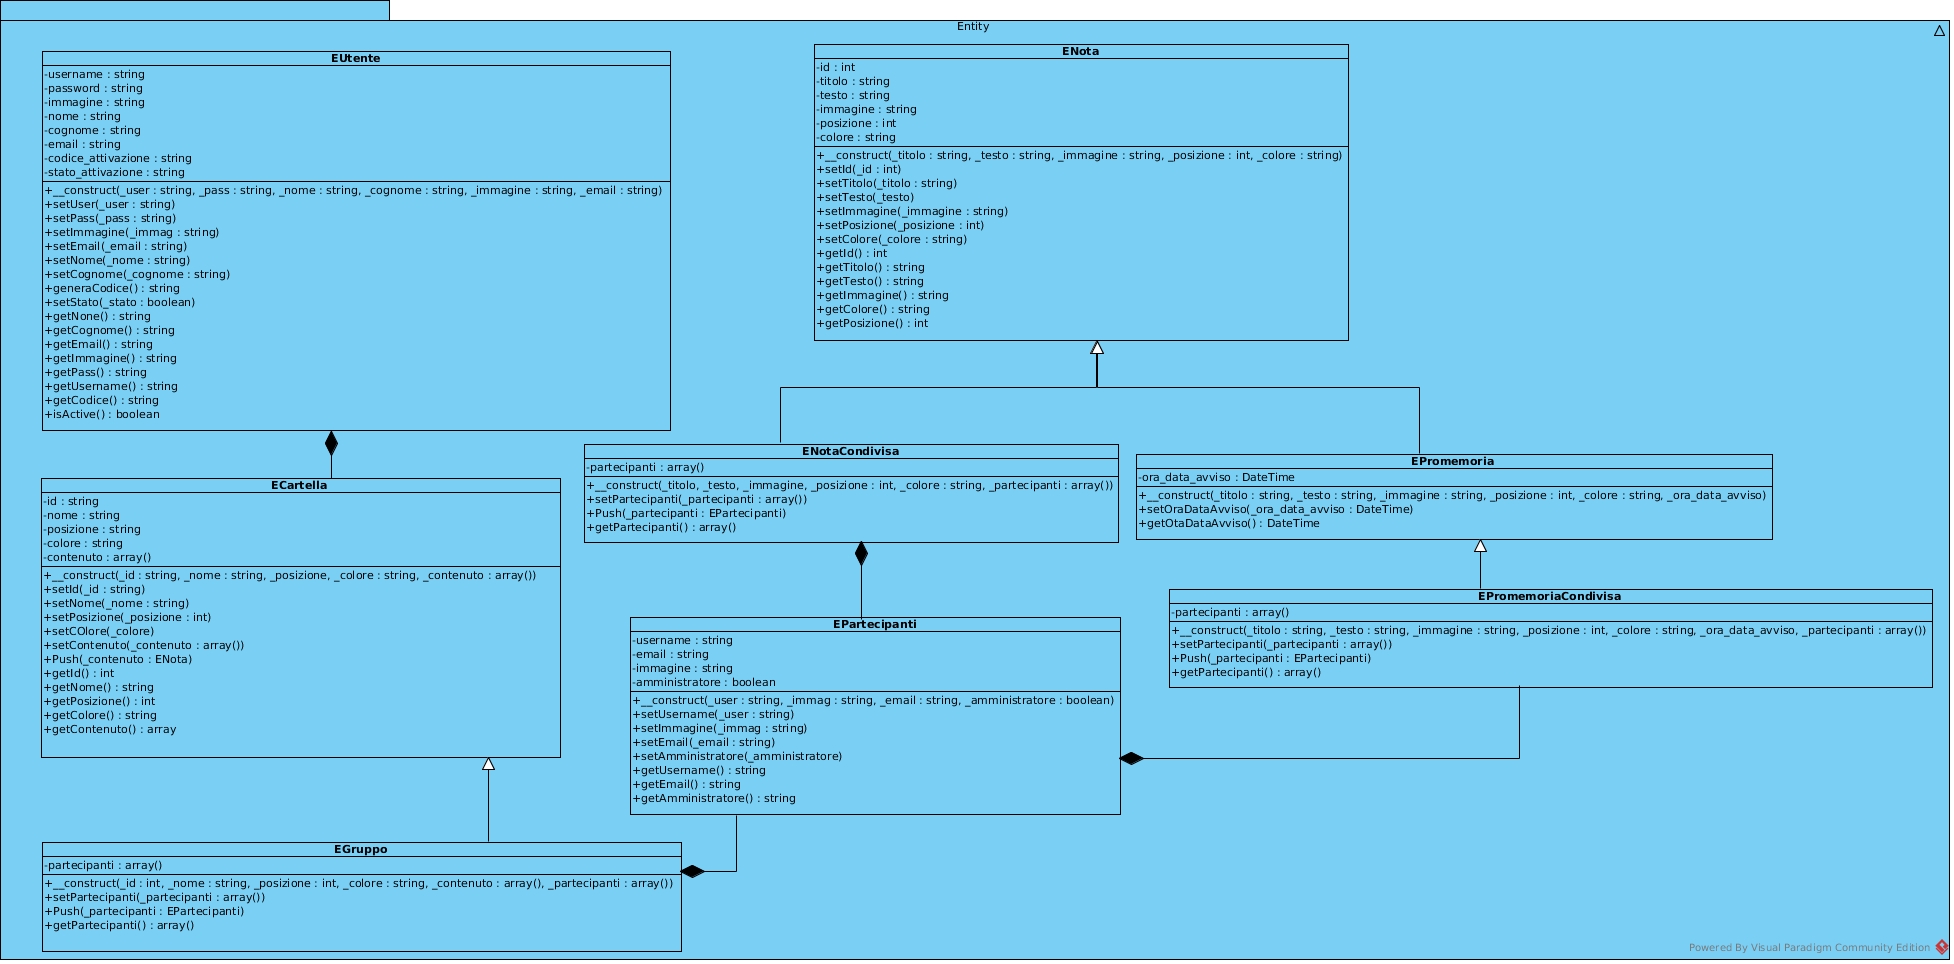 Entity
EUtente
-username : string
-password : string
-immagine : string
-nome : string
-cognome : string
-email : string
-codice_attivazione : string
-stato_attivazione : string
+__construct(_user : string, _pass : string, _nome : string, _cognome : string, _immagine : string, _email : string)
+setUser(_user : string)
+setPass(_pass : string)
+setImmagine(_immag : string)
+setEmail(_email : string)
+setNome(_nome : string)
+setCognome(_cognome : string)
+generaCodice() : string
+setStato(_stato : boolean)
+getNone() : string
+getCognome() : string
+getEmail() : string
+getImmagine() : string
+getPass() : string
+getUsername() : string
+getCodice() : string
+isActive() : boolean
ENota
-id : int
-titolo : string
-testo : string
-immagine : string
-posizione : int
-colore : string
+__construct(_titolo : string, _testo : string, _immagine : string, _posizione : int, _colore : string)
+setId(_id : int)
+setTitolo(_titolo : string)
+setTesto(_testo)
+setImmagine(_immagine : string)
+setPosizione(_posizione : int)
+setColore(_colore : string)
+getId() : int
+getTitolo() : string
+getTesto() : string
+getImmagine() : string
+getColore() : string
+getPosizione() : int
ECartella
-id : string
-nome : string
-posizione : string
-colore : string
-contenuto : array()
+__construct(_id : string, _nome : string, _posizione, _colore : string, _contenuto : array())
+setId(_id : string)
+setNome(_nome : string)
+setPosizione(_posizione : int)
+setCOlore(_colore)
+setContenuto(_contenuto : array())
+Push(_contenuto : ENota)
+getId() : int
+getNome() : string
+getPosizione() : int
+getColore() : string
+getContenuto() : array
ENotaCondivisa
-partecipanti : array()
+__construct(_titolo, _testo, _immagine, _posizione : int, _colore : string, _partecipanti : array())
+setPartecipanti(_partecipanti : array())
+Push(_partecipanti : EPartecipanti)
+getPartecipanti() : array()
EPromemoria
-ora_data_avviso : DateTime
+__construct(_titolo : string, _testo : string, _immagine : string, _posizione : int, _colore : string, _ora_data_avviso)
+setOraDataAvviso(_ora_data_avviso : DateTime)
+getOtaDataAvviso() : DateTime
EPartecipanti
-username : string
-email : string
-immagine : string
-amministratore : boolean
+__construct(_user : string, _immag : string, _email : string, _amministratore : boolean)
+setUsername(_user : string)
+setImmagine(_immag : string)
+setEmail(_email : string)
+setAmministratore(_amministratore)
+getUsername() : string
+getEmail() : string
+getAmministratore() : string
EPromemoriaCondivisa
-partecipanti : array()
+__construct(_titolo : string, _testo : string, _immagine : string, _posizione : int, _colore : string, _ora_data_avviso, _partecipanti : array())
+setPartecipanti(_partecipanti : array())
+Push(_partecipanti : EPartecipanti)
+getPartecipanti() : array()
EGruppo
-partecipanti : array()
+__construct(_id : int, _nome : string, _posizione : int, _colore : string, _contenuto : array(), _partecipanti : array())
+setPartecipanti(_partecipanti : array())
+Push(_partecipanti : EPartecipanti)
+getPartecipanti() : array()
Powered By Visual Paradigm Community Edition